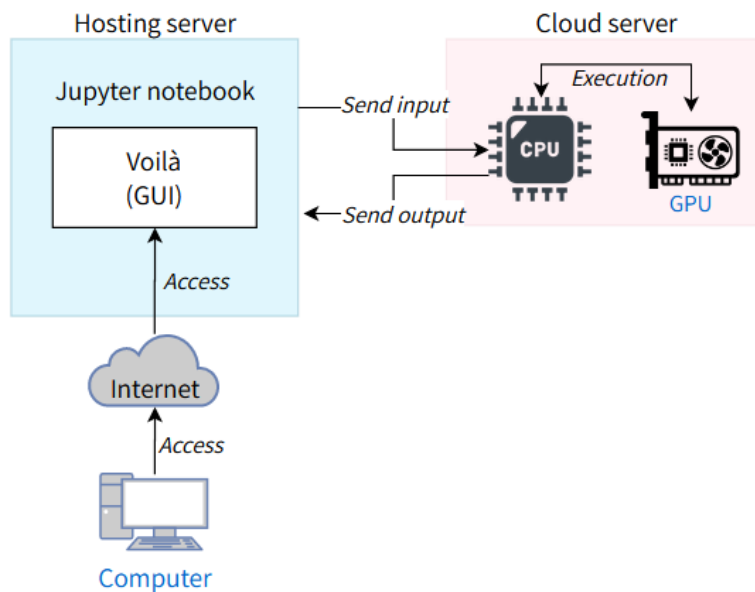 Hosting server
Cloud server
Jupyter notebook
Voilà
(GUI)
Send input
Execution
CPU
GPU
Send output
Access
Internet
Access
Computer